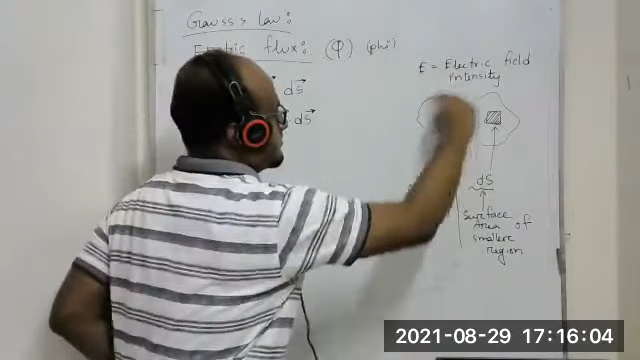 Gauss's Law:
Electric flux: (φ) (phi)
ds
ds
E = Electric field
intensity
ds
Surface
Area of
smaller
region
2021-08-29 17:16:04